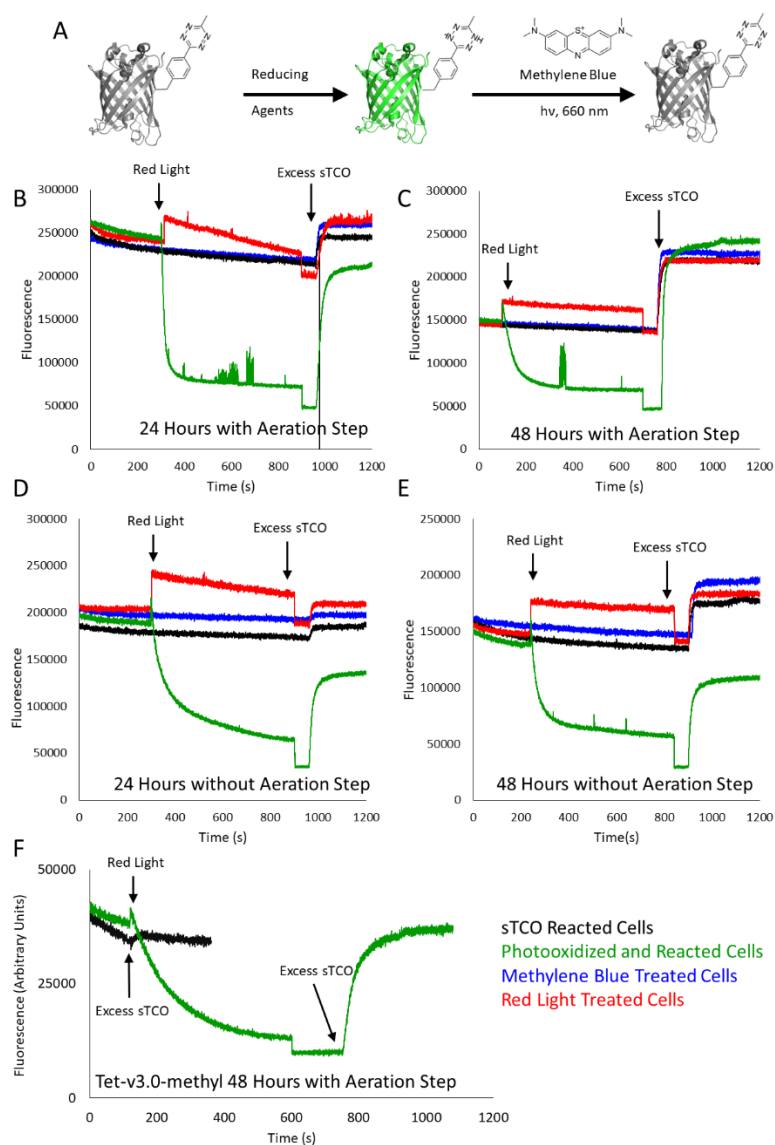 A
Reducing
Agents
N
S+
N
N
Methylene Blue
hν, 660 nm
B
Red Light
Excess sTCO
300000
250000
200000
150000
100000
50000
0
Fluorescence
0 200 400 600 800 1000 1200
Time (s)
24 Hours with Aeration Step
C
Excess sTCO
Red Light
300000
250000
200000
150000
100000
50000
0
Fluorescence
0 200 400 600 800 1000 1200
Time (s)
48 Hours with Aeration Step
D
Red Light
Excess sTCO
300000
250000
200000
150000
100000
50000
0
Fluorescence
0 200 400 600 800 1000 1200
Time (s)
24 Hours without Aeration Step
E
Red Light
Excess sTCO
250000
200000
150000
100000
50000
0
Fluorescence
0 200 400 600 800 1000 1200
Time(s)
48 Hours without Aeration Step
F
Red Light
Excess sTCO
Excess sTCO
50000
25000
0
Fluorescence (Arbitrary Units)
0 200 400 600 800 1000 1200
Time (s)
Tet-v3.0-methyl 48 Hours with Aeration Step
sTCO Reacted Cells
Photooxidized and Reacted Cells
Methylene Blue Treated Cells
Red Light Treated Cells